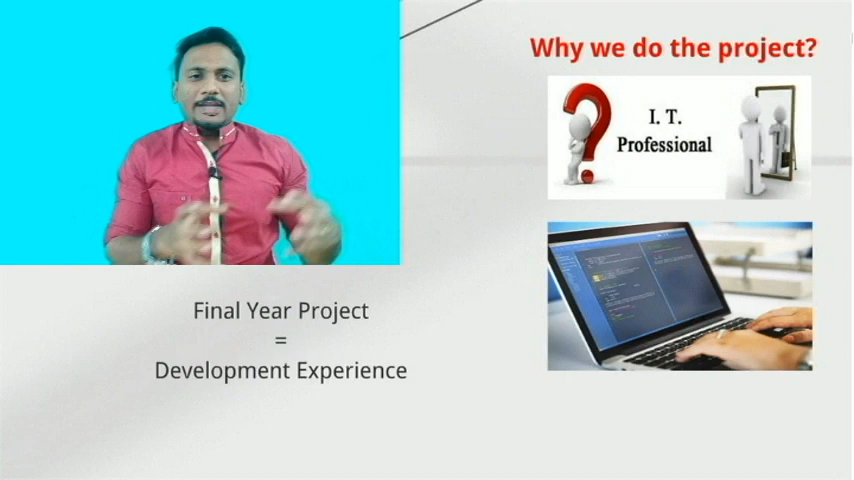 Why we do the project?
I. T.
Professional
Final Year Project
=
Development Experience